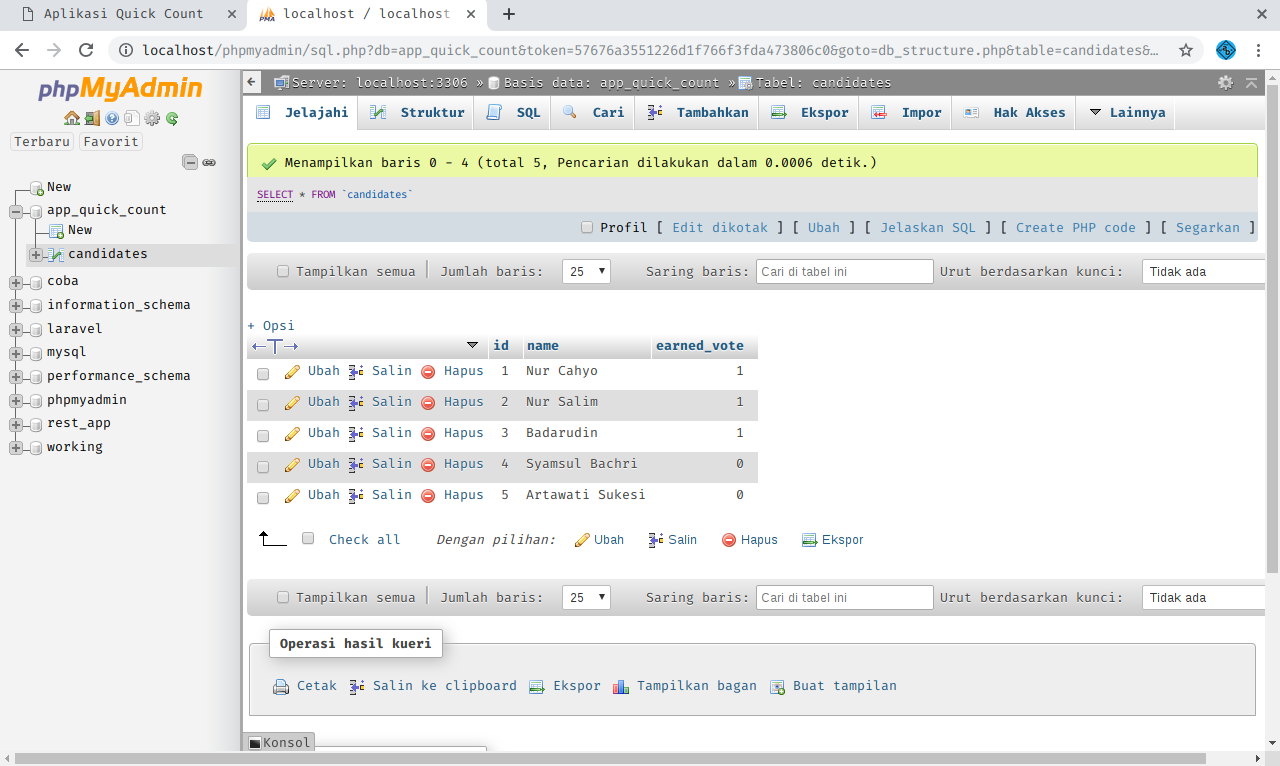 Aplikasi Quick Count
localhost / localhost
localhost/phpmyadmin/sql.php?db=app_quick_count&token=57676a3551226d1f766f3fda473806c0&goto=db_structure.php&table=candidates&…
phpMyAdmin
Terbaru Favorit
New
app_quick_count
New
candidates
coba
information_schema
laravel
mysql
performance_schema
phpmyadmin
rest_app
working
Server: localhost:3306 » Basis data: app_quick_count » Tabel: candidates
Jelajahi Struktur SQL Cari Tambahkan Ekspor Impor Hak Akses Lainnya
Menampilkan baris 0 - 4 (total 5, Pencarian dilakukan dalam 0.0006 detik.)
SELECT * FROM `candidates`
Profil [ Edit dikotak ] [ Ubah ] [ Jelaskan SQL ] [ Create PHP code ] [ Segarkan ]
Tampilkan semua Jumlah baris: 25 Saring baris: Cari di tabel ini Urut berdasarkan kunci: Tidak ada
+ Opsi
←T→ id name earned_vote
Ubah Salin Hapus 1 Nur Cahyo 1
Ubah Salin Hapus 2 Nur Salim 1
Ubah Salin Hapus 3 Badarudin 1
Ubah Salin Hapus 4 Syamsul Bachri 0
Ubah Salin Hapus 5 Artawati Sukesi 0
Check all Dengan pilihan: Ubah Salin Hapus Ekspor
Tampilkan semua Jumlah baris: 25 Saring baris: Cari di tabel ini Urut berdasarkan kunci: Tidak ada
Operasi hasil kueri
Cetak Salin ke clipboard Ekspor Tampilkan bagan Buat tampilan
Konsol